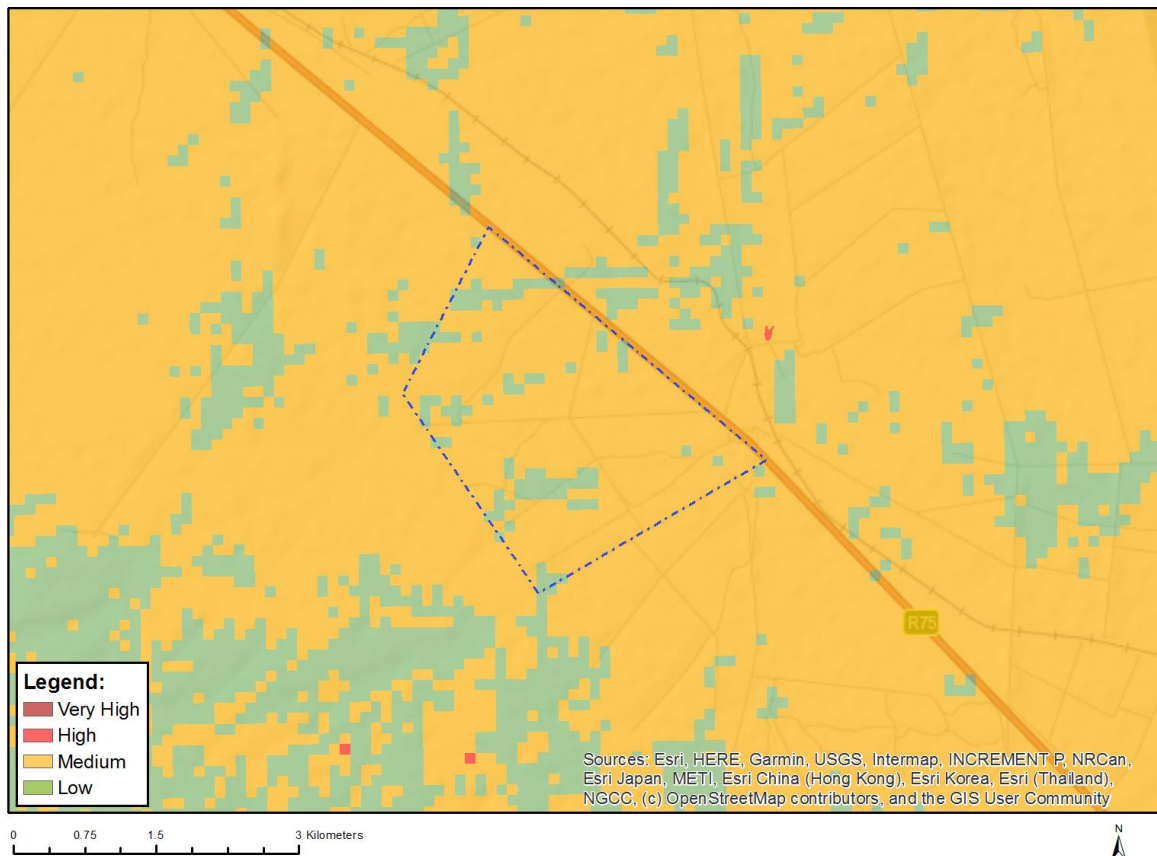 R75
Legend:
Very High
High
Medium
Low
Sources: Esri, HERE, Garmin, USGS, Intermap, INCREMENT P, NRCan,
Esri Japan, METI, Esri China (Hong Kong), Esri Korea, Esri (Thailand),
NGCC, (c) OpenStreetMap contributors, and the GIS User Community
0 0.75 1.5 3 Kilometers
N